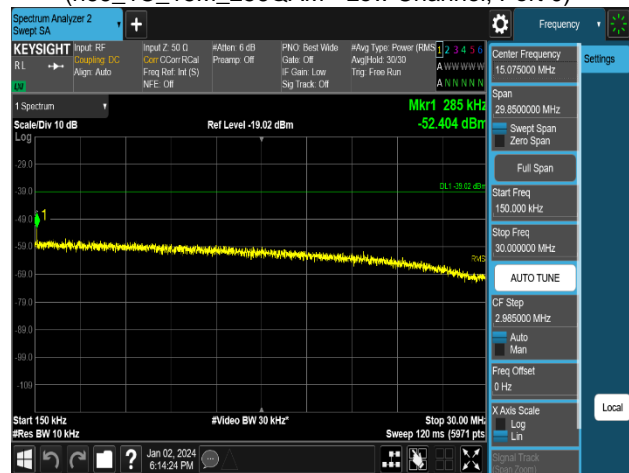 Spectrum Analyzer 2
Swept SA
Frequency
KEYSIGHT
RL
LXI
Input: RF
Coupling: DC
Align: Auto
Input Z: 50 Ω
Corr CCorr RCal
Freq Ref: Int (S)
NFE: Off
#Atten: 6 dB
Preamp: Off
PNO: Best Wide
Gate: Off
IF Gain: Low
Sig Track: Off
#Avg Type: Power (RMS
Avg|Hold: 30/30
Trig: Free Run
1 2 3 4 5 6
A W W W W W
A N N N N N
1 Spectrum
Mkr1 285 kHz
-52.404 dBm
Scale/Div 10 dB
Ref Level -19.02 dBm
Log
-29.0
-39.0
-49.0
-59.0
-69.0
-79.0
-89.0
-99.0
-109
DL1 -39.02 dBm
1
RMS
Start 150 kHz
#Video BW 30 kHz*
Stop 30.00 MHz
#Res BW 10 kHz
Sweep 120 ms (5971 pts
Center Frequency
15.075000 MHz
Span
29.8500000 MHz
Swept Span
Zero Span
Full Span
Start Freq
150.000 kHz
Stop Freq
30.000000 MHz
AUTO TUNE
CF Step
2.985000 MHz
Auto
Man
Freq Offset
0 Hz
X Axis Scale
Log
Lin
Signal Track
(Span Zoom)
Settings
Local
Jan 02, 2024
6:14:24 PM